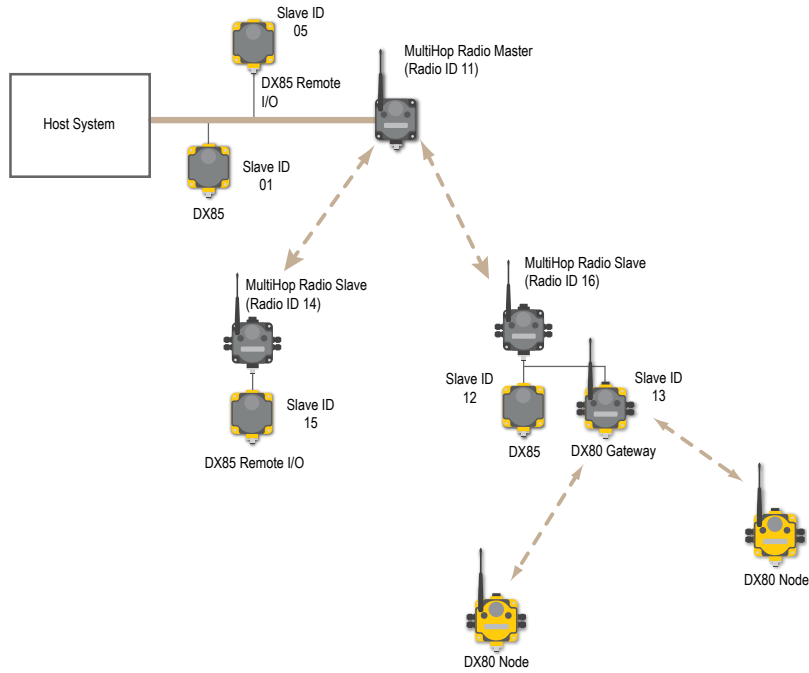 Slave ID
05
MultiHop Radio Master
(Radio ID 11)
DX85 Remote
I/O
Host System
Slave ID
01
DX85
MultiHop Radio Slave
(Radio ID 14)
MultiHop Radio Slave
(Radio ID 16)
Slave ID
15
DX85 Remote I/O
Slave ID
12
Slave ID
13
DX85
DX80 Gateway
DX80 Node
DX80 Node